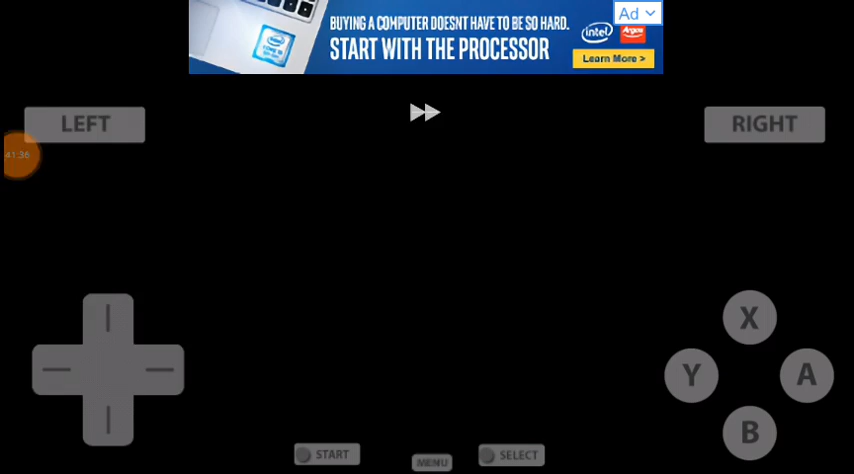 BUYING A COMPUTER DOESNT HAVE TO BE SO HARD.
START WITH THE PROCESSOR
intel
Argos
Ad
Learn More >
LEFT
RIGHT
41:36
X
Y
A
B
START
MENU
SELECT